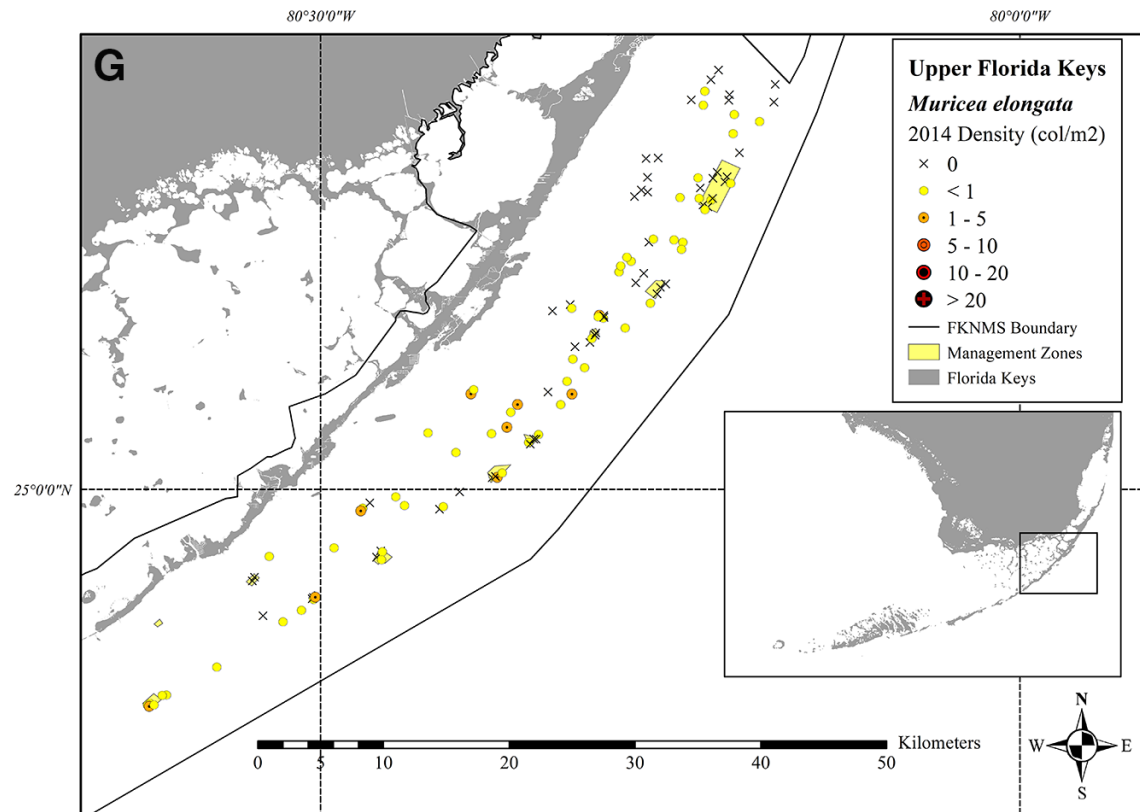 80°30'0"W
80°0'0"W
G
Upper Florida Keys
Muricea elongata
2014 Density (col/m2)
0
< 1
1 - 5
5 - 10
10 - 20
> 20
FKNMS Boundary
Management Zones
Florida Keys
25°0'0"N
Kilometers
0 5 10 20 30 40 50
N
W E
S